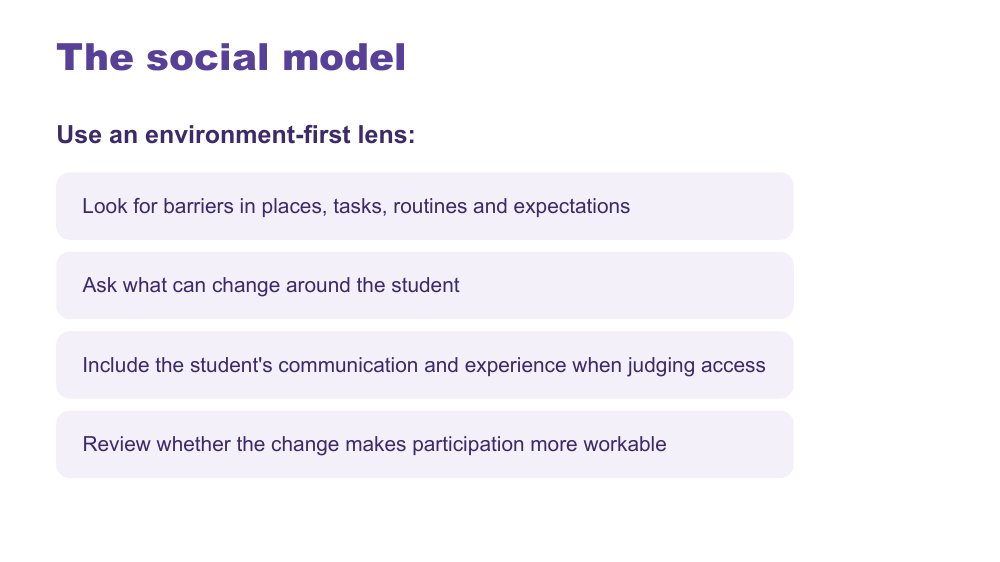 The social model
Use an environment-first lens:
Look for barriers in places, tasks, routines and expectations
Ask what can change around the student
Include the student's communication and experience when judging access
Review whether the change makes participation more workable